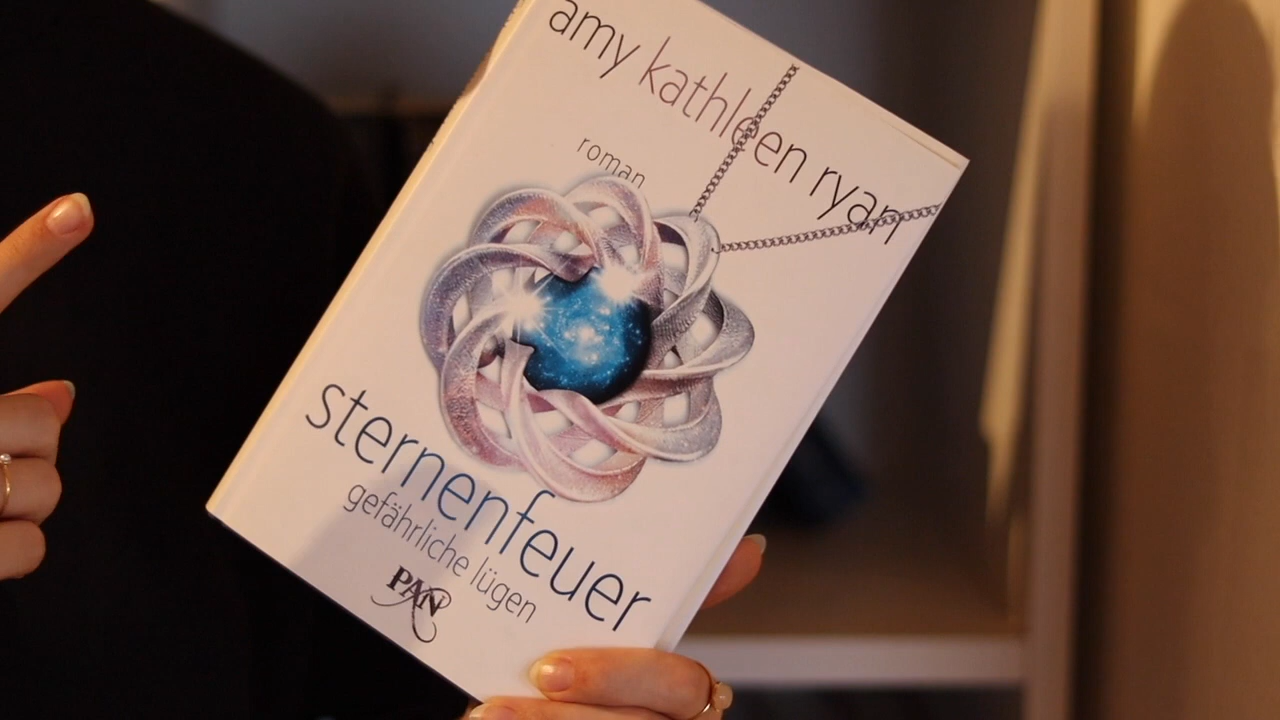 amy kathleen ryan
roman
sternenfeuer
gefährliche lügen
PAN